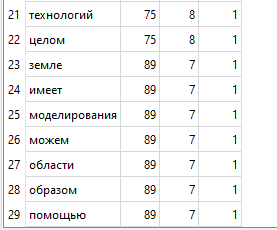 21 технологий 75 8 1
22 целом 75 8 1
23 земле 89 7 1
24 имеет 89 7 1
25 моделирования 89 7 1
26 можем 89 7 1
27 области 89 7 1
28 образом 89 7 1
29 помощью 89 7 1